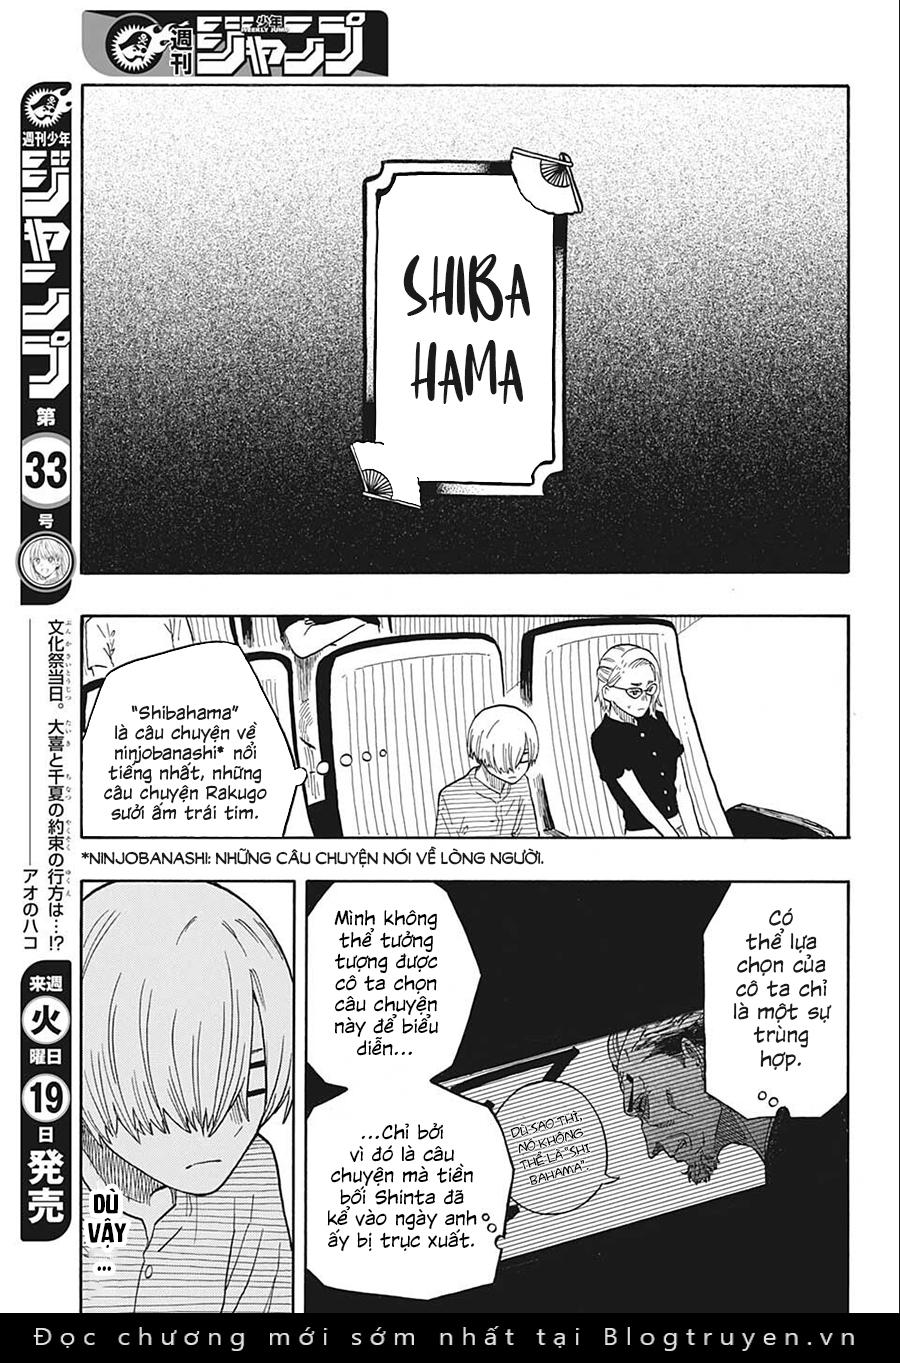 週刊
少年
WEEKLY JUMP
ジャンプ
週刊少年
ジャンプ
第
33
号
文化祭当日。大喜と千夏の約束の行方は…!?
アオのハコ
来週
火
曜日
19
日
発売
SHIBA
HAMA
"Shibahama"
là câu chuyện về
ninjobanashi* nổi
tiếng nhất, những
câu chuyện Rakugo
sưởi ấm trái tim.
*NINJOBANASHI: NHỮNG CÂU CHUYỆN NÓI VỀ LÒNG NGƯỜI.
Có
thể lựa
chọn của
cô ta chỉ
là một sự
trùng
hợp.
Mình không
thể tưởng
tượng được
cô ta chọn
câu chuyện
này để biểu
diễn...
DÙ SAO THÌ,
NÓ KHÔNG
THỂ LÀ "SHI
BAHAMA".
...Chỉ bởi
vì đó là câu
chuyện mà tiền
bối Shinta đã
kể vào ngày anh
ấy bị trục xuất.
DÙ
VẬY
...
Đọc chương mới sớm nhất tại Blogtruyen.vn